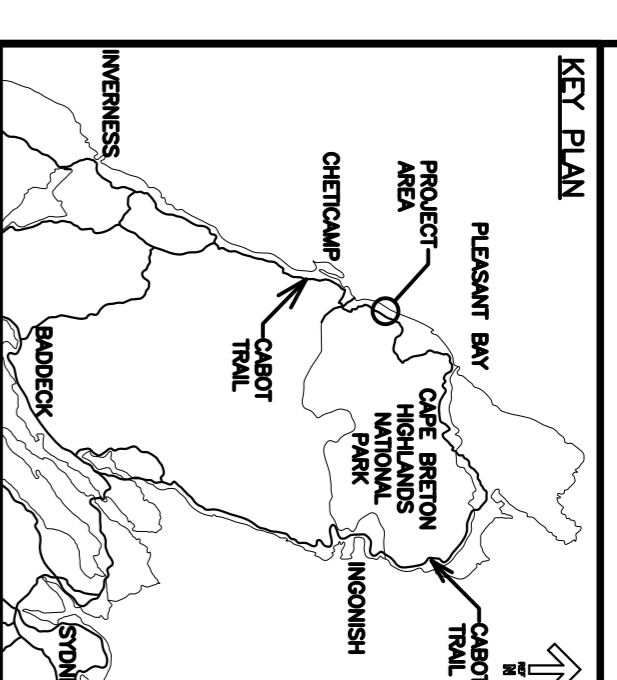 KEY PLAN
PLEASANT BAY
PROJECT
AREA
CHETICAMP
INVERNESS
CABOT
TRAIL
CAPE BRETON
HIGHLANDS
NATIONAL
PARK
INGONISH
CABOT
TRAIL
BADDECK
SYDN